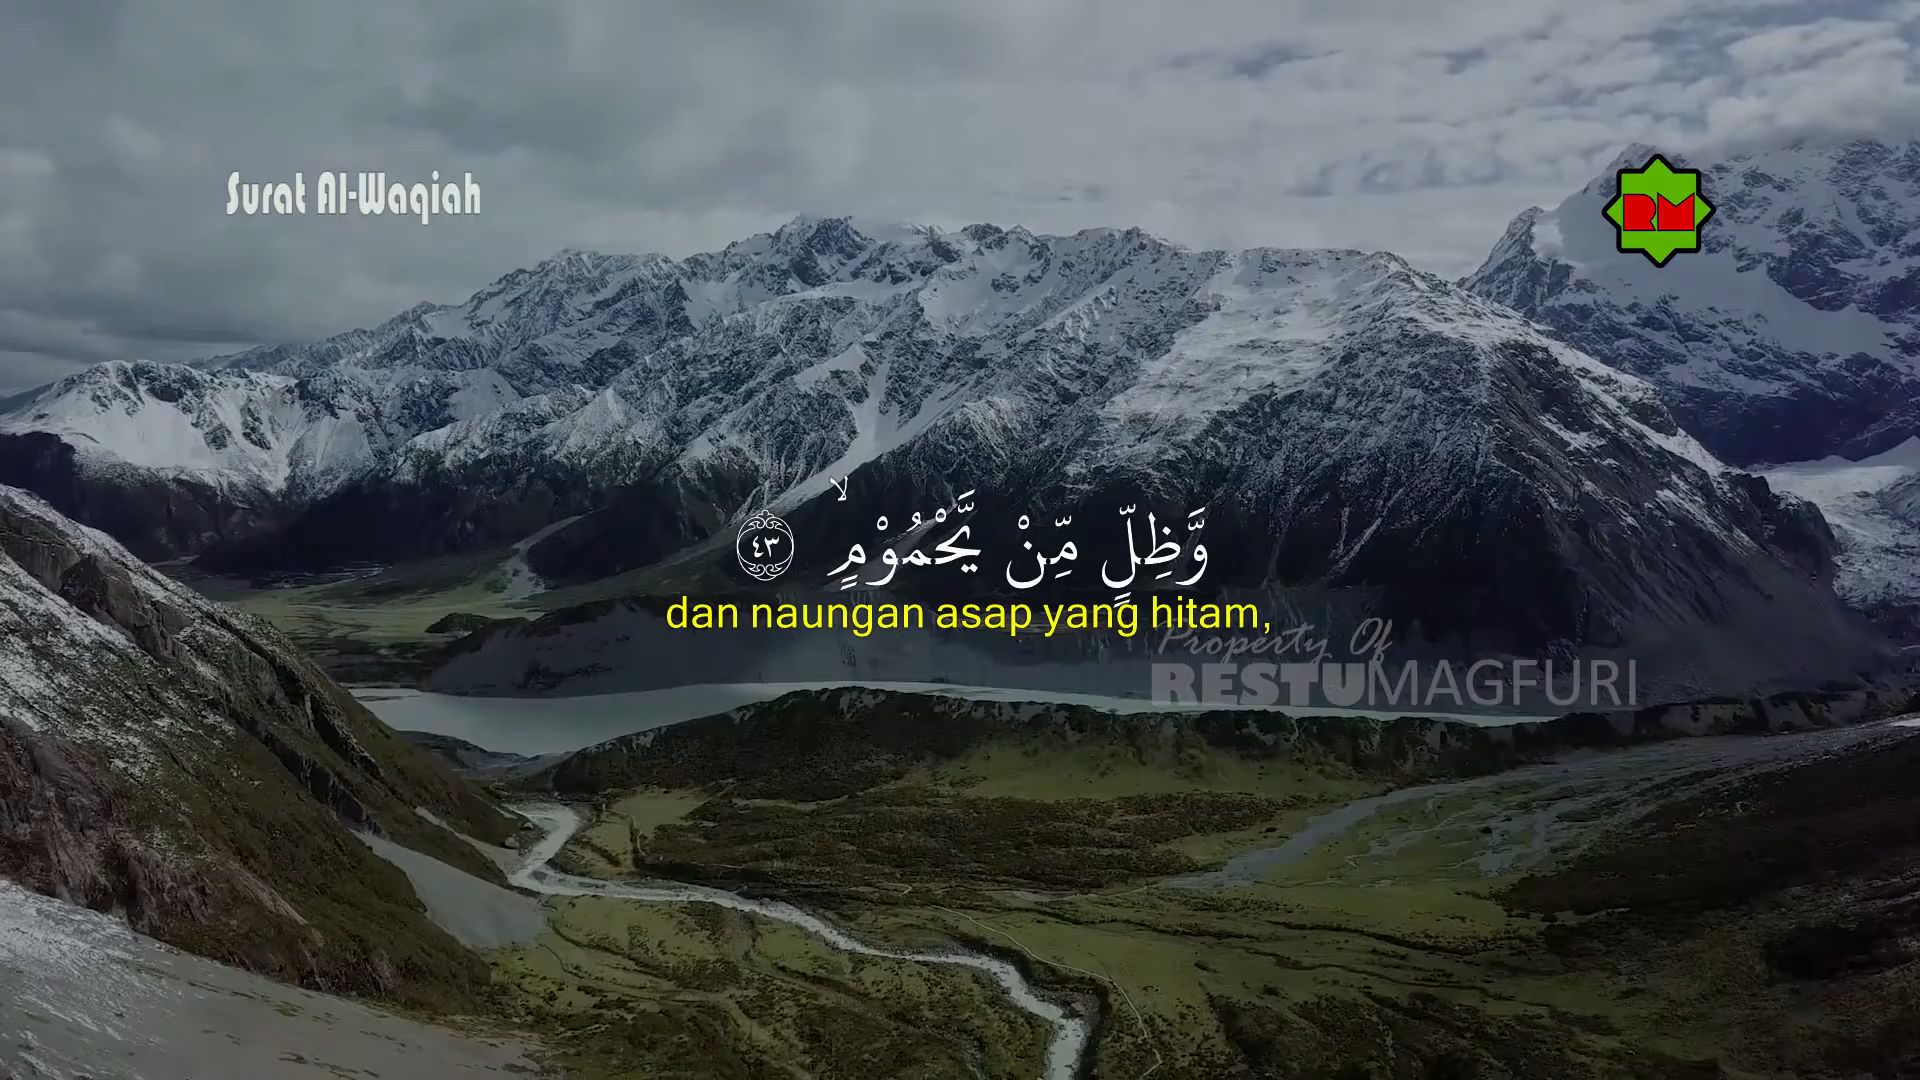 Surat Al-Waqiah
RM
وَّظِلٍّ مِّنْ يَّحْمُوْمٍۙ ٤٣
dan naungan asap yang hitam,
Property Of
RESTUMAGFURI